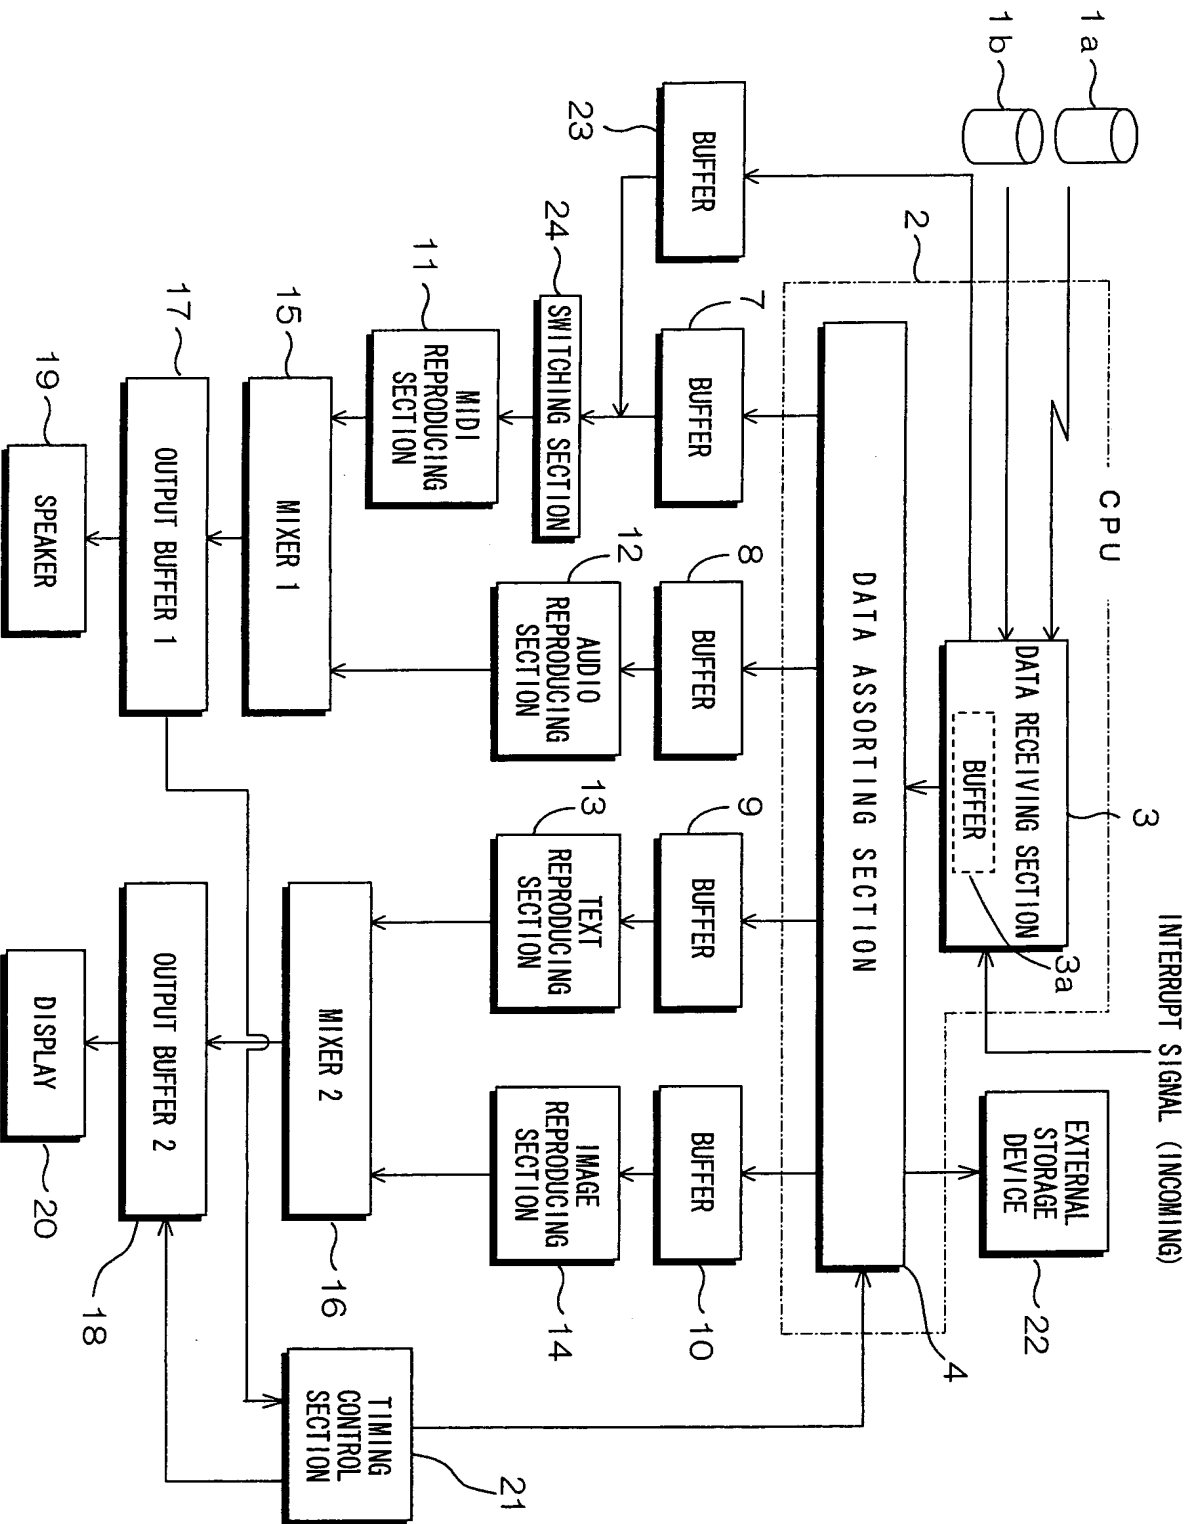 1a
1b
2
CPU
DATA RECEIVING SECTION
BUFFER
3
3a
INTERRUPT SIGNAL (INCOMING)
EXTERNAL
STORAGE
DEVICE
22
DATA ASSORTING SECTION
4
BUFFER
23
BUFFER
7
BUFFER
8
BUFFER
9
BUFFER
10
SWITCHING SECTION
24
MIDI
REPRODUCING
SECTION
11
AUDIO
REPRODUCING
SECTION
12
TEXT
REPRODUCING
SECTION
13
IMAGE
REPRODUCING
SECTION
14
MIXER 1
15
MIXER 2
16
TIMING
CONTROL
SECTION
21
OUTPUT BUFFER 1
17
OUTPUT BUFFER 2
18
SPEAKER
19
DISPLAY
20